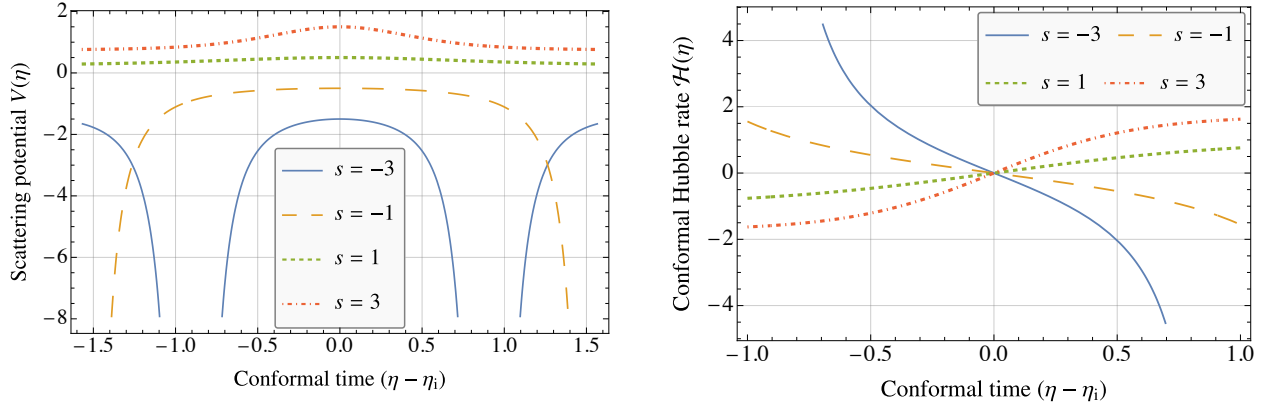 Scattering potential V(η)
2
0
−2
−4
−6
−8
s = −3
s = −1
s = 1
s = 3
−1.5 −1.0 −0.5 0.0 0.5 1.0 1.5
Conformal time (η − ηi)
Conformal Hubble rate ℋ(η)
4
2
0
−2
−4
s = −3 s = −1
s = 1 s = 3
−1.0 −0.5 0.0 0.5 1.0
Conformal time (η − ηi)